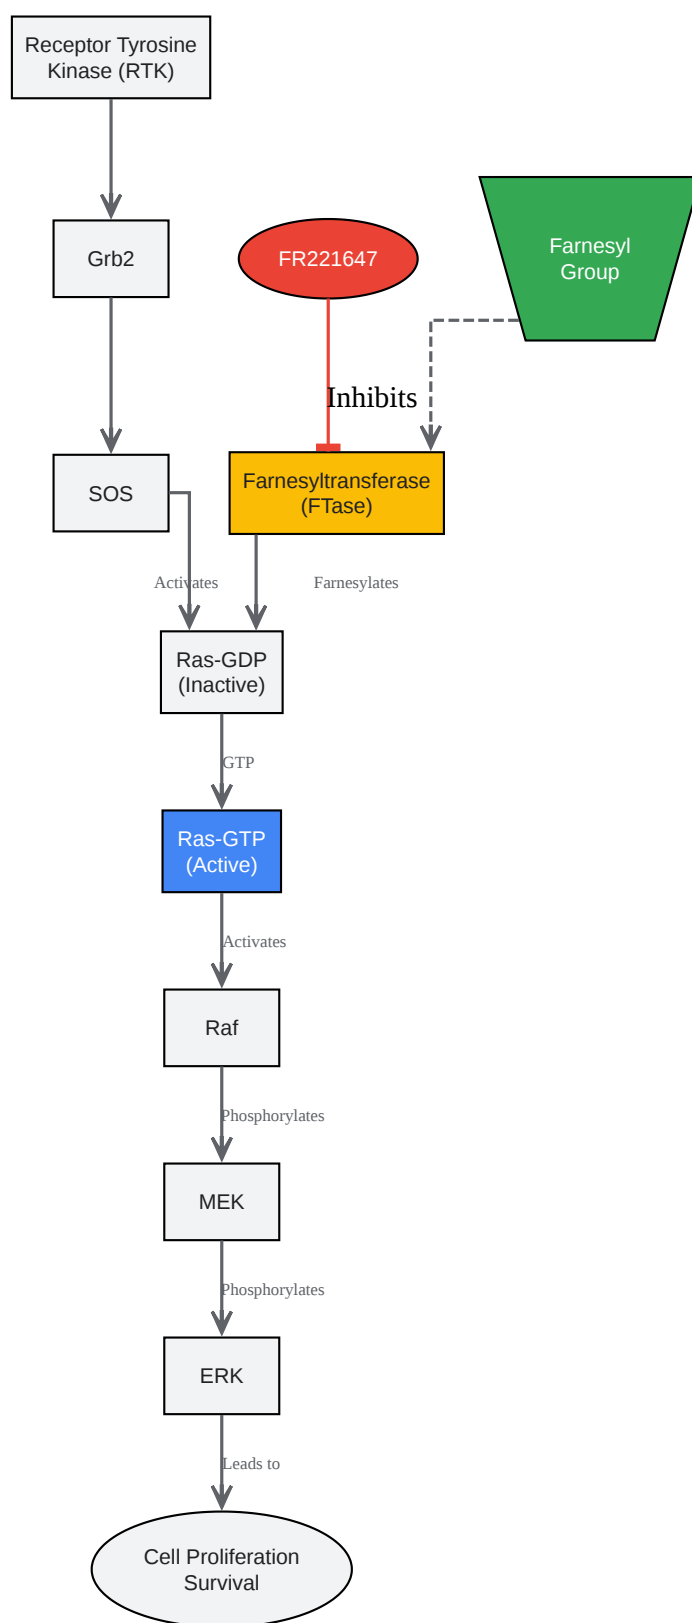 Receptor Tyrosine
Kinase (RTK)
Grb2
FR221647
Farnesyl
Group
Inhibits
SOS
Farnesyltransferase
(FTase)
Activates
Farnesylates
Ras-GDP
(Inactive)
GTP
Ras-GTP
(Active)
Activates
Raf
Phosphorylates
MEK
Phosphorylates
ERK
Leads to
Cell Proliferation
Survival